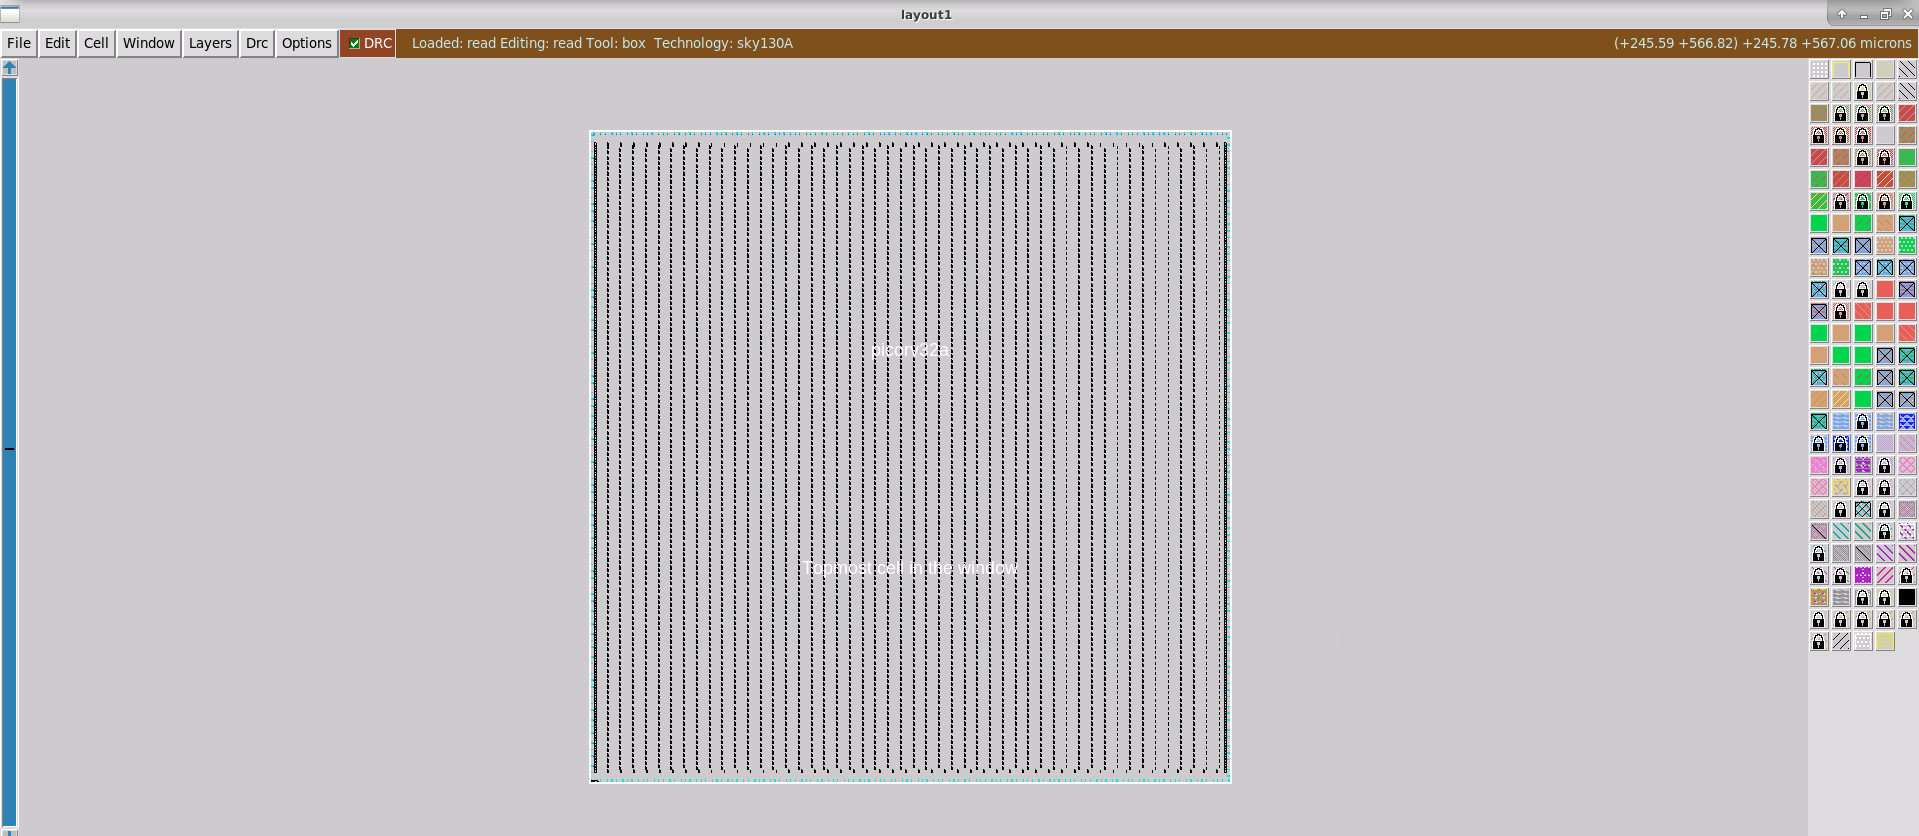 layout1
File Edit Cell Window Layers Drc Options DRC Loaded: read Editing: read Tool: box Technology: sky130A (+245.59 +566.82) +245.78 +567.06 microns
picorv32a
Topmost cell in the window